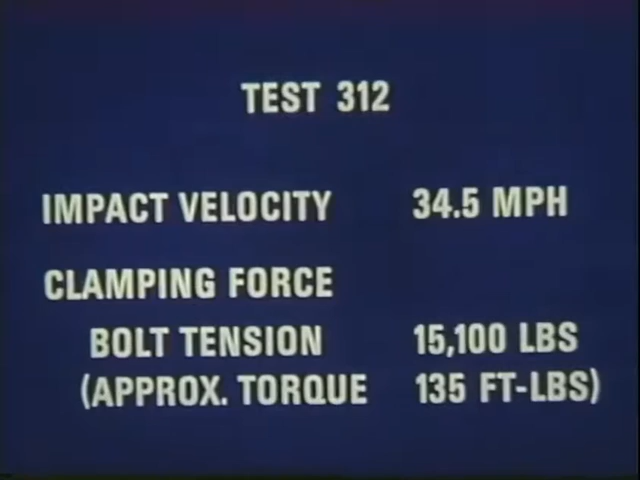 TEST 312
IMPACT VELOCITY 34.5 MPH
CLAMPING FORCE
BOLT TENSION 15,100 LBS
(APPROX. TORQUE 135 FT-LBS)